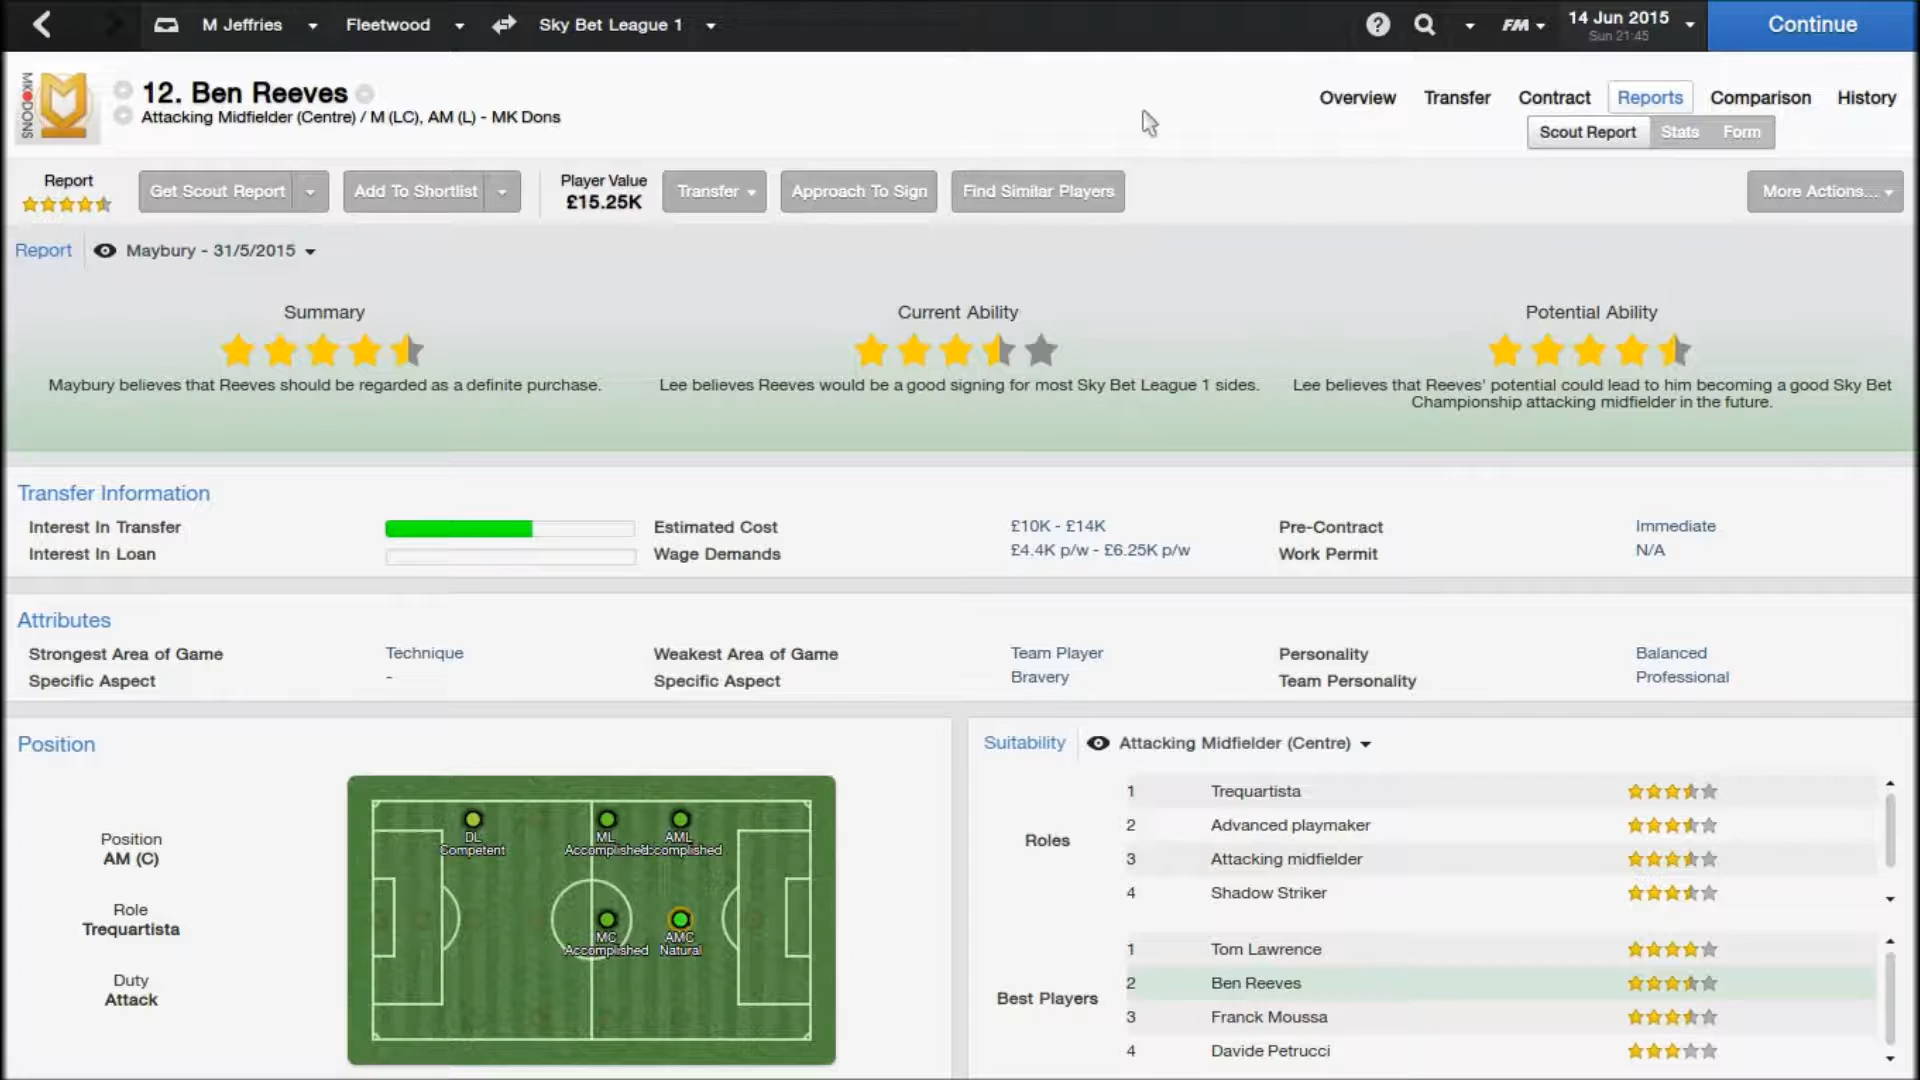 M Jeffries Fleetwood Sky Bet League 1 ? FM 14 Jun 2015 Continue
Sun 21:45
MK DONS
12. Ben Reeves
Attacking Midfielder (Centre) / M (LC), AM (L) - MK Dons
Overview Transfer Contract Reports Comparison History
Scout Report Stats Form
Report Get Scout Report Add To Shortlist Player Value £15.25K Transfer Approach To Sign Find Similar Players More Actions...
Report Maybury - 31/5/2015
Summary Current Ability Potential Ability
Maybury believes that Reeves should be regarded as a definite purchase.
Lee believes Reeves would be a good signing for most Sky Bet League 1 sides.
Lee believes that Reeves' potential could lead to him becoming a good Sky Bet
Championship attacking midfielder in the future.
Transfer Information
Interest In Transfer Estimated Cost £10K - £14K Pre-Contract Immediate
Interest In Loan Wage Demands £4.4K p/w - £6.25K p/w Work Permit N/A
Attributes
Strongest Area of Game Technique Weakest Area of Game Team Player Personality Balanced
Specific Aspect - Specific Aspect Bravery Team Personality Professional
Position
Position
AM (C)
Role
Trequartista
Duty
Attack
DL
Competent
ML
Accomplished
AML
ccomplished
MC
Accomplished
AMC
Natural
Suitability Attacking Midfielder (Centre)
Roles
1 Trequartista
2 Advanced playmaker
3 Attacking midfielder
4 Shadow Striker
Best Players
1 Tom Lawrence
2 Ben Reeves
3 Franck Moussa
4 Davide Petrucci